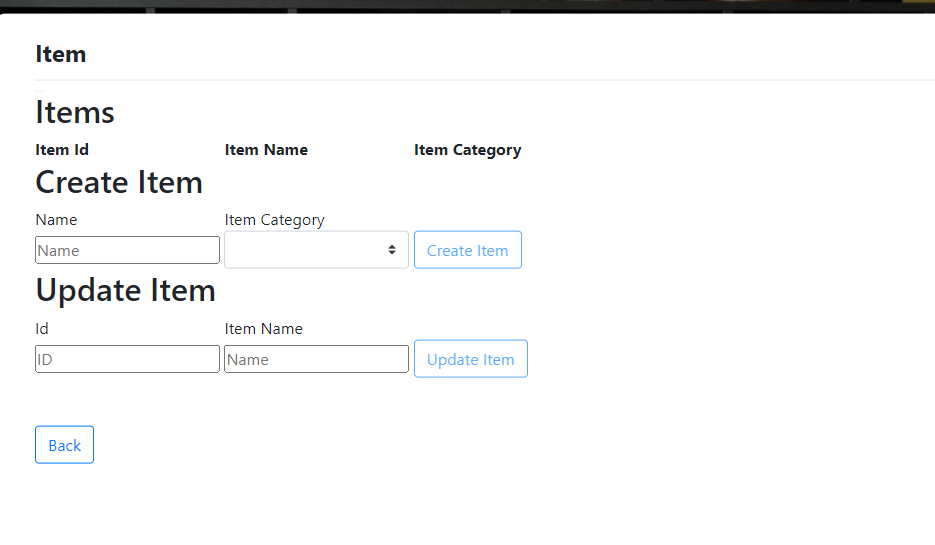 Item
Items
Item Id Item Name Item Category
Create Item
Name Item Category
Name Create Item
Update Item
Id Item Name
ID Name Update Item
Back